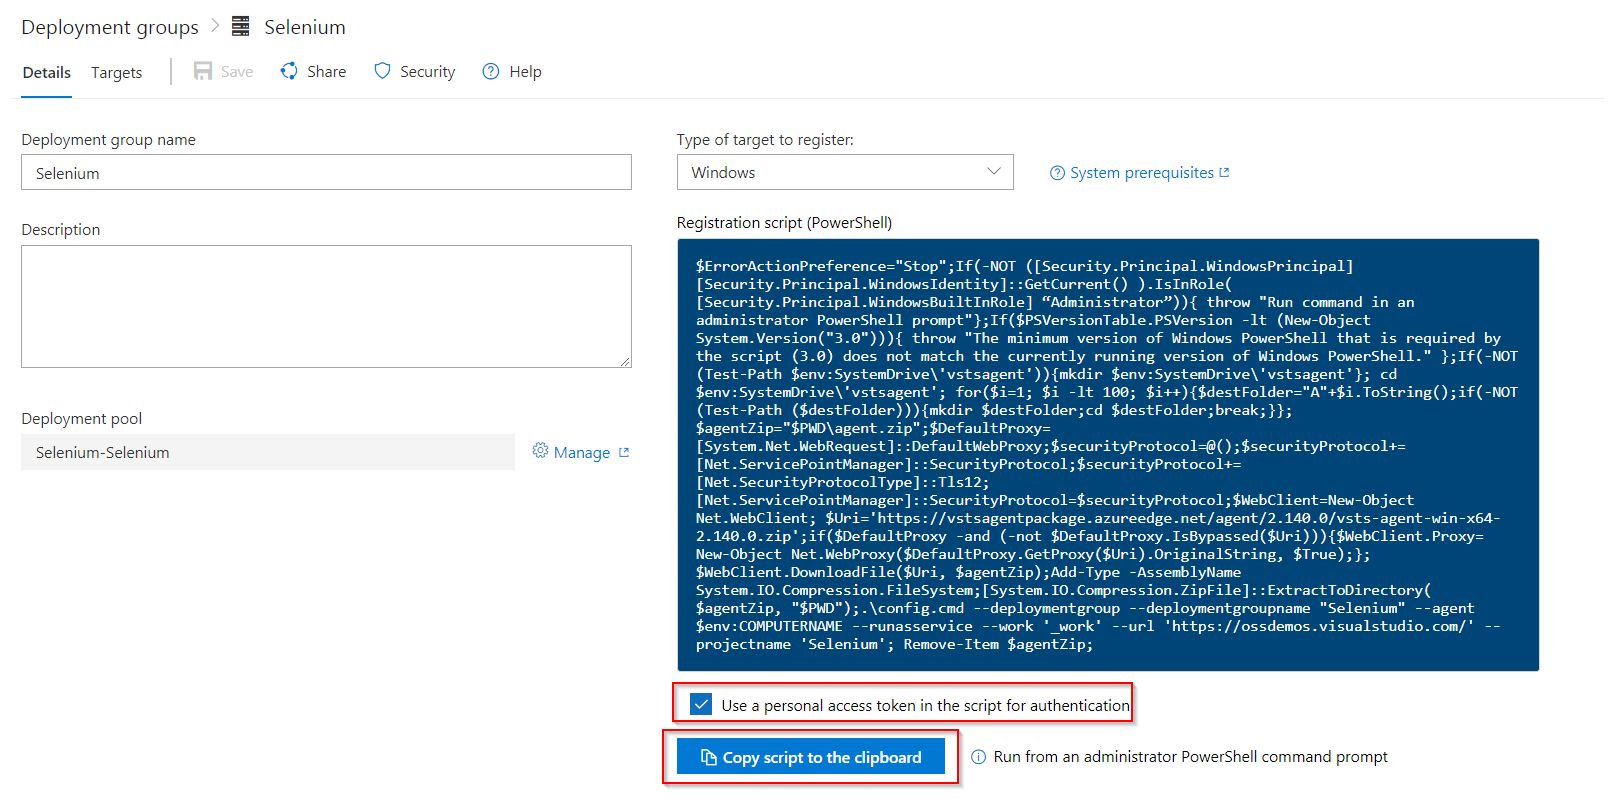 Deployment groups > Selenium
Details Targets Save Share Security Help
Deployment group name
Selenium
Description
Deployment pool
Selenium-Selenium
Manage
Type of target to register:
Windows
System prerequisites
Registration script (PowerShell)
$ErrorActionPreference="Stop";If(-NOT ([Security.Principal.WindowsPrincipal]
[Security.Principal.WindowsIdentity]::GetCurrent() ).IsInRole(
[Security.Principal.WindowsBuiltInRole] “Administrator”)){ throw "Run command in an
administrator PowerShell prompt"};If($PSVersionTable.PSVersion -lt (New-Object
System.Version("3.0"))){ throw "The minimum version of Windows PowerShell that is required by
the script (3.0) does not match the currently running version of Windows PowerShell." };If(-NOT
(Test-Path $env:SystemDrive\'vstsagent')){mkdir $env:SystemDrive\'vstsagent'}; cd
$env:SystemDrive\'vstsagent'; for($i=1; $i -lt 100; $i++){$destFolder="A"+$i.ToString();if(-NOT
(Test-Path ($destFolder))){mkdir $destFolder;cd $destFolder;break;}};
$agentZip="$PWD\agent.zip";$DefaultProxy=
[System.Net.WebRequest]::DefaultWebProxy;$securityProtocol=@();$securityProtocol+=
[Net.ServicePointManager]::SecurityProtocol;$securityProtocol+=
[Net.SecurityProtocolType]::Tls12;
[Net.ServicePointManager]::SecurityProtocol=$securityProtocol;$WebClient=New-Object
Net.WebClient; $Uri='https://vstsagentpackage.azureedge.net/agent/2.140.0/vsts-agent-win-x64-
2.140.0.zip';if($DefaultProxy -and (-not $DefaultProxy.IsBypassed($Uri))){$WebClient.Proxy=
New-Object Net.WebProxy($DefaultProxy.GetProxy($Uri).OriginalString, $True);};
$WebClient.DownloadFile($Uri, $agentZip);Add-Type -AssemblyName
System.IO.Compression.FileSystem;[System.IO.Compression.ZipFile]::ExtractToDirectory(
$agentZip, "$PWD");.\config.cmd --deploymentgroup --deploymentgroupname "Selenium" --agent
$env:COMPUTERNAME --runasservice --work '_work' --url 'https://ossdemos.visualstudio.com/' --
projectname 'Selenium'; Remove-Item $agentZip;
Use a personal access token in the script for authentication
Copy script to the clipboard
Run from an administrator PowerShell command prompt